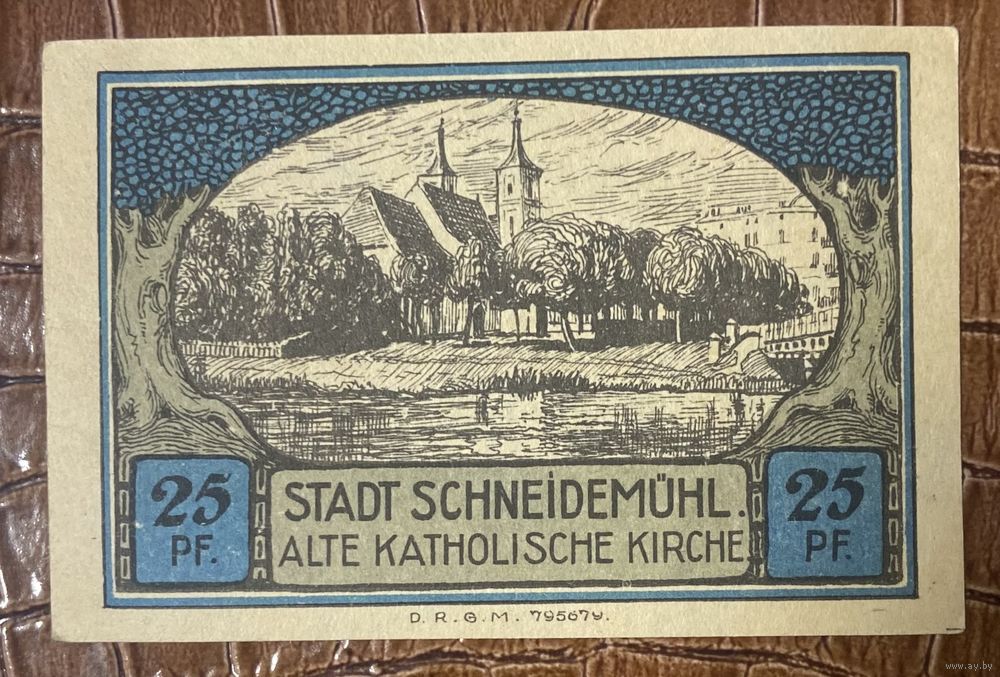 25
PF.
STADT SCHNEIDEMÜHL.
ALTE KATHOLISCHE KIRCHE
25
PF.
D. R. G. M. 795679.
www.ay.by